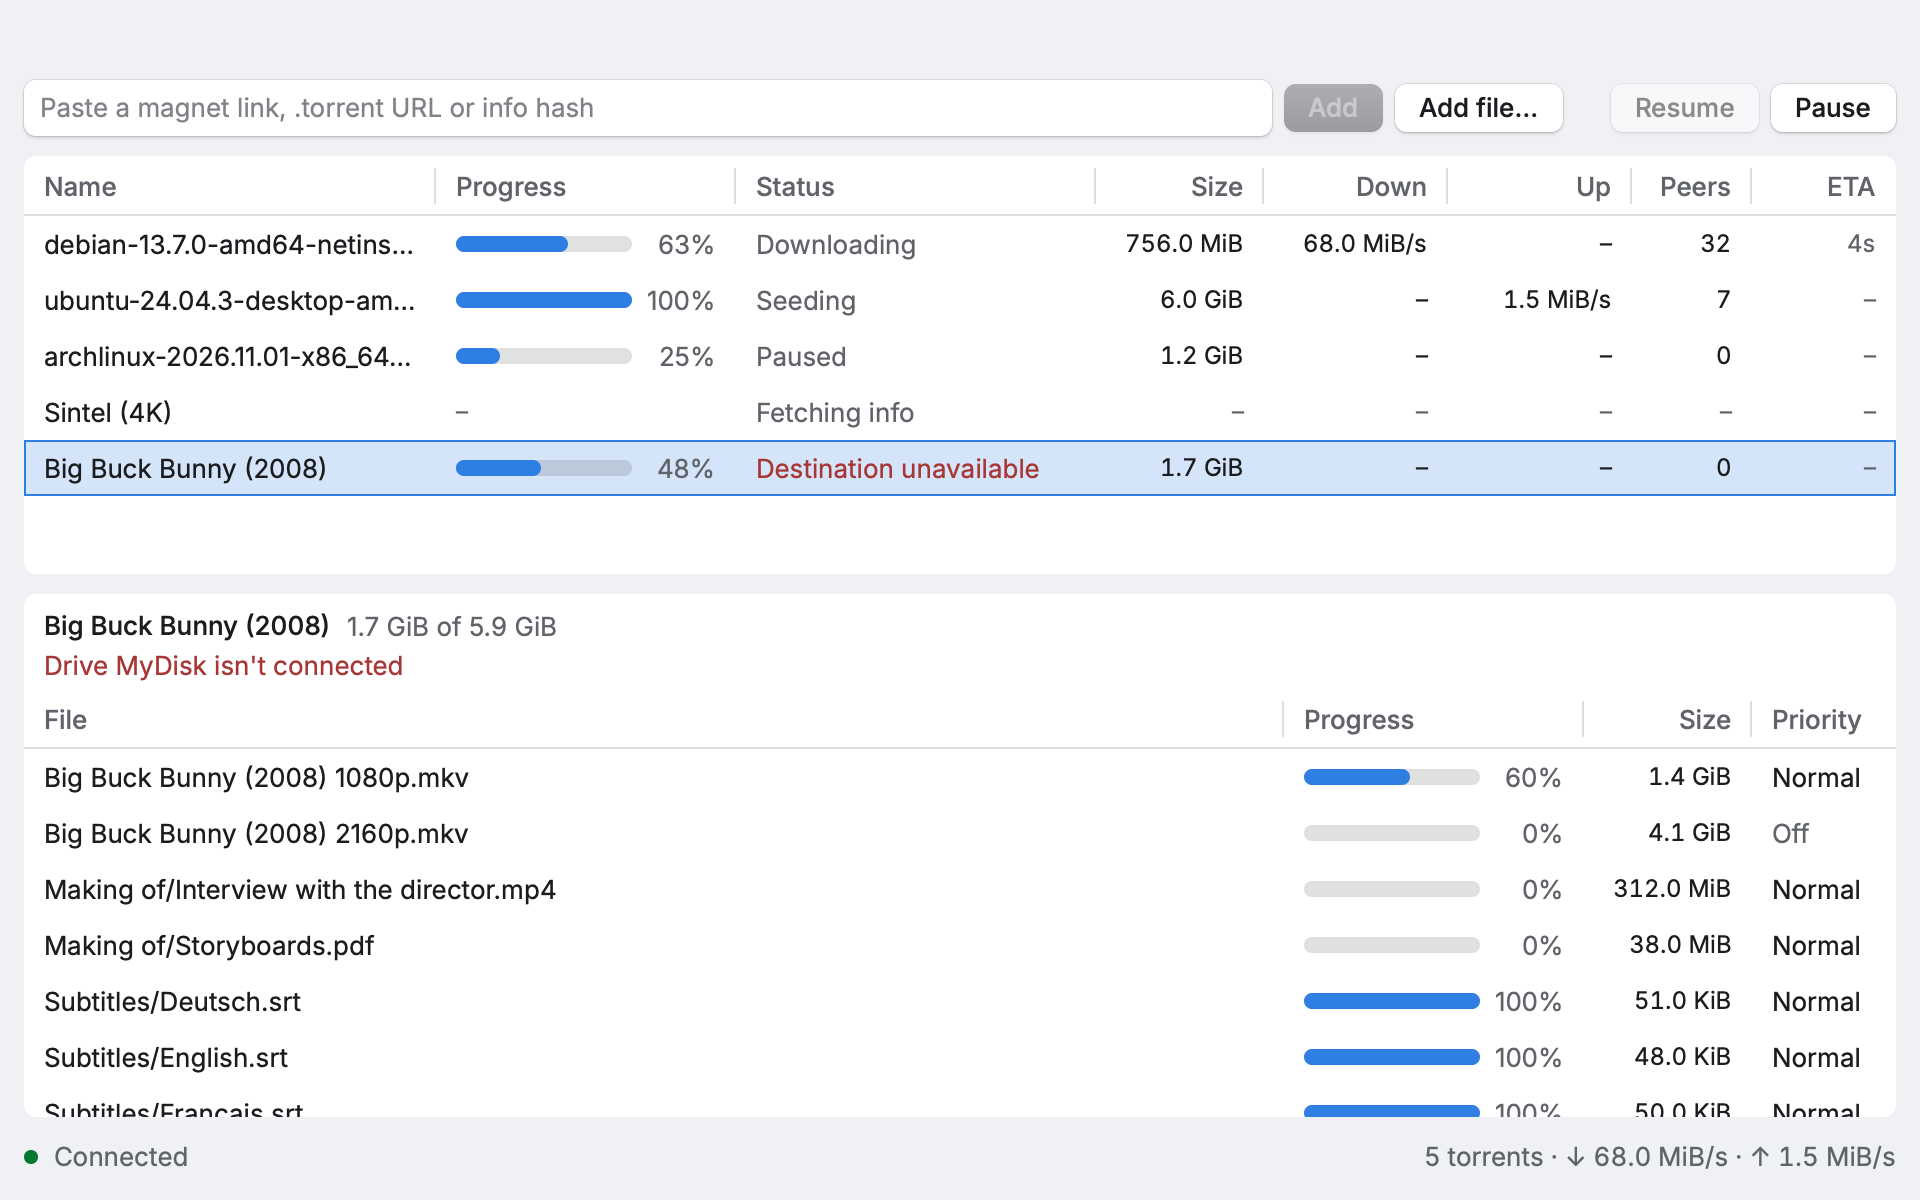 Paste a magnet link, .torrent URL or info hash Add Add file... Resume Pause
Name Progress Status Size Down Up Peers ETA
debian-13.7.0-amd64-netins... 63% Downloading 756.0 MiB 68.0 MiB/s – 32 4s
ubuntu-24.04.3-desktop-am... 100% Seeding 6.0 GiB – 1.5 MiB/s 7 –
archlinux-2026.11.01-x86_64... 25% Paused 1.2 GiB – – 0 –
Sintel (4K) – Fetching info – – – – –
Big Buck Bunny (2008) 48% Destination unavailable 1.7 GiB – – 0 –
Big Buck Bunny (2008) 1.7 GiB of 5.9 GiB
Drive MyDisk isn't connected
File Progress Size Priority
Big Buck Bunny (2008) 1080p.mkv 60% 1.4 GiB Normal
Big Buck Bunny (2008) 2160p.mkv 0% 4.1 GiB Off
Making of/Interview with the director.mp4 0% 312.0 MiB Normal
Making of/Storyboards.pdf 0% 38.0 MiB Normal
Subtitles/Deutsch.srt 100% 51.0 KiB Normal
Subtitles/English.srt 100% 48.0 KiB Normal
Subtitles/Français.srt 100% 50.0 KiB Normal
Connected 5 torrents · ↓ 68.0 MiB/s · ↑ 1.5 MiB/s